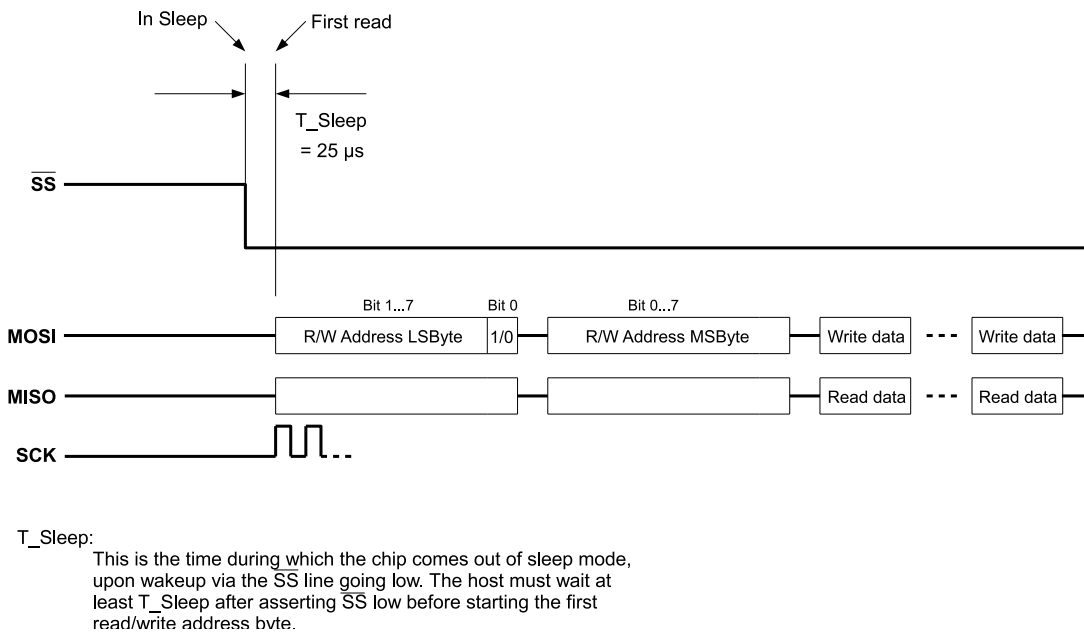 In Sleep
First read
T_Sleep
= 25 µs
SS
Bit 1...7
Bit 0
Bit 0...7
MOSI
R/W Address LSByte
1/0
R/W Address MSByte
Write data
Write data
MISO
Read data
Read data
SCK
T_Sleep:
This is the time during which the chip comes out of sleep mode,
upon wakeup via the SS line going low. The host must wait at
least T_Sleep after asserting SS low before starting the first
read/write address byte.